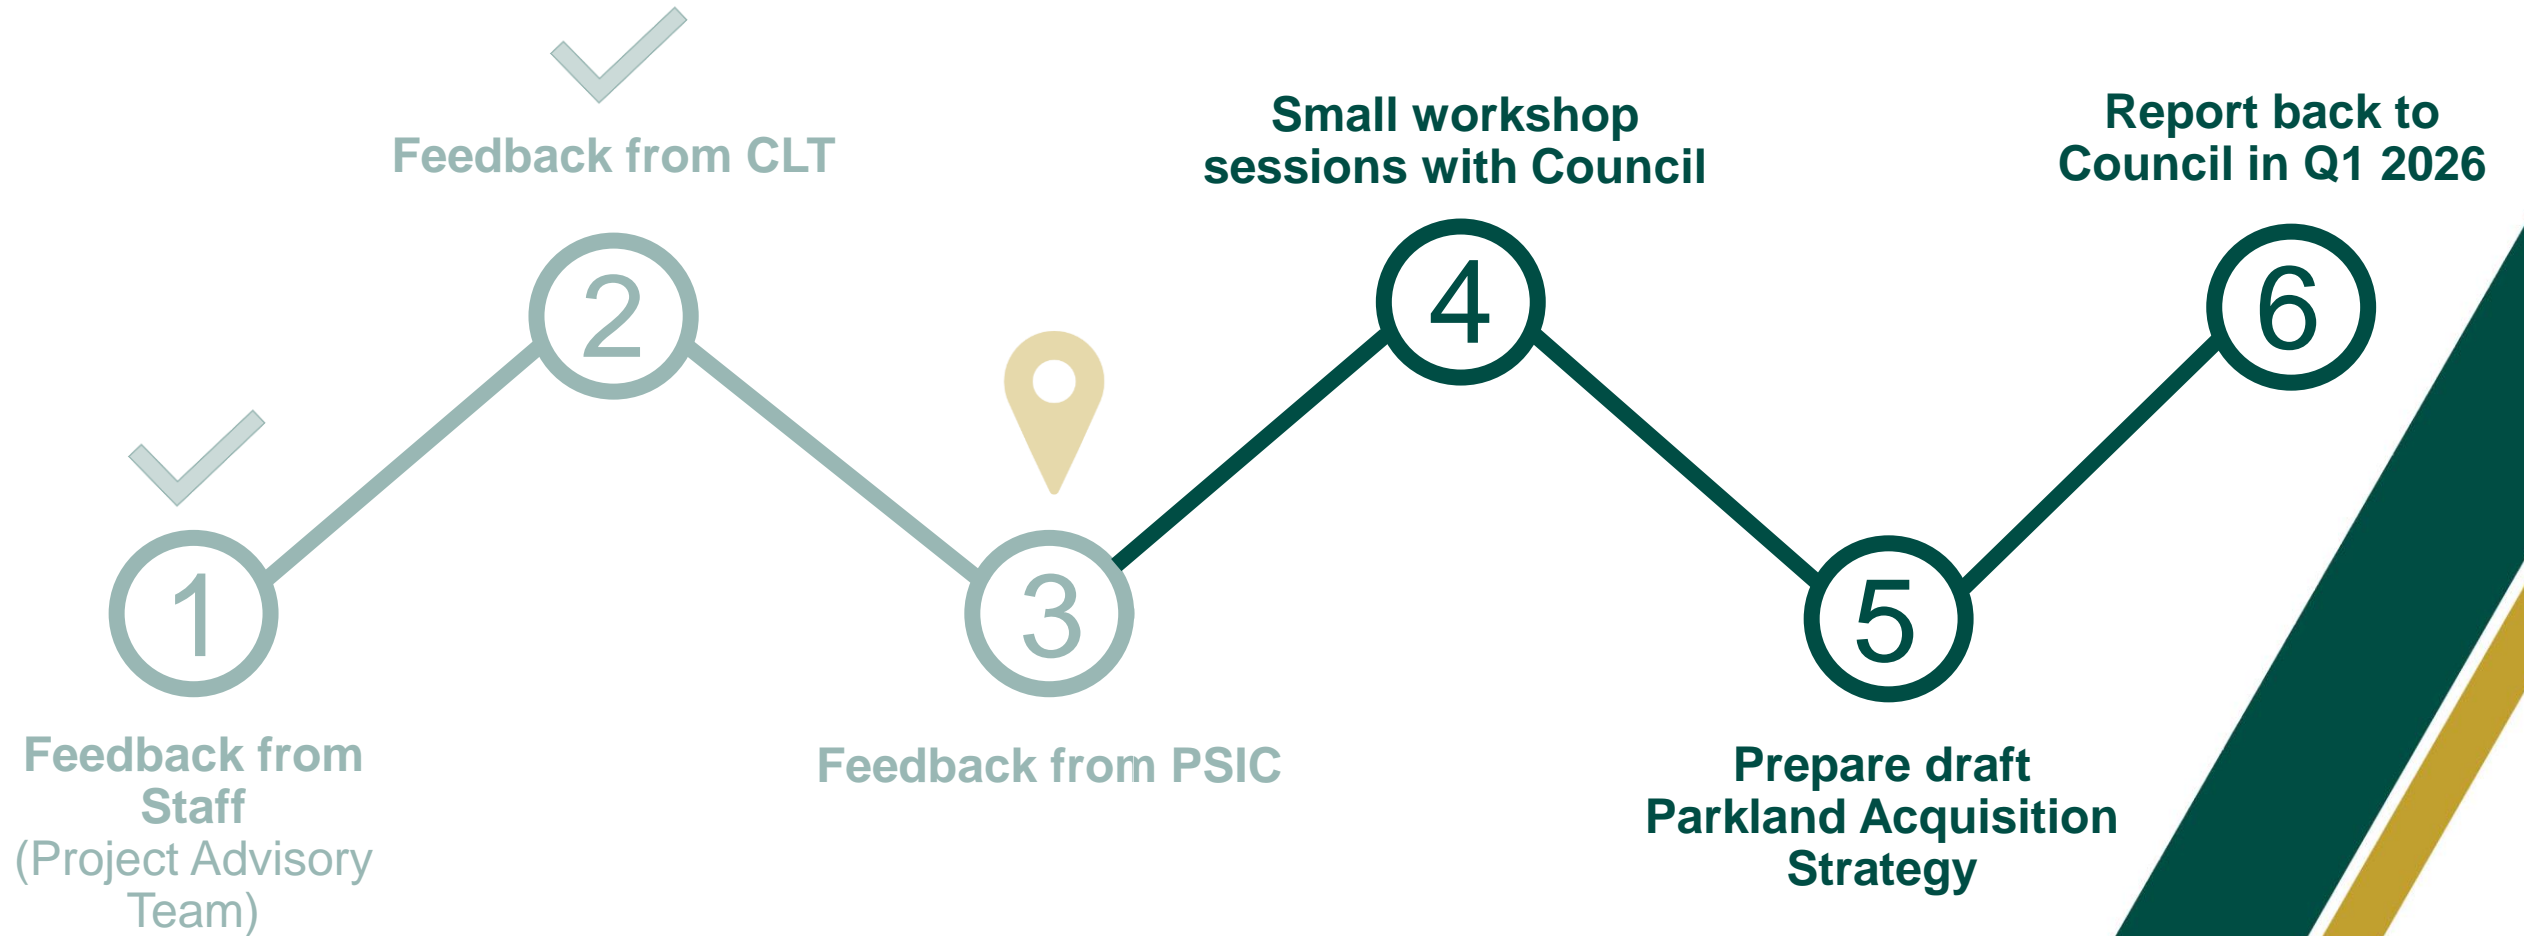 1
Feedback from
Staff
(Project Advisory
Team)
Feedback from CLT
2
3
Feedback from PSIC
Small workshop
sessions with Council
4
5
Prepare draft
Parkland Acquisition
Strategy
Report back to
Council in Q1 2026
6